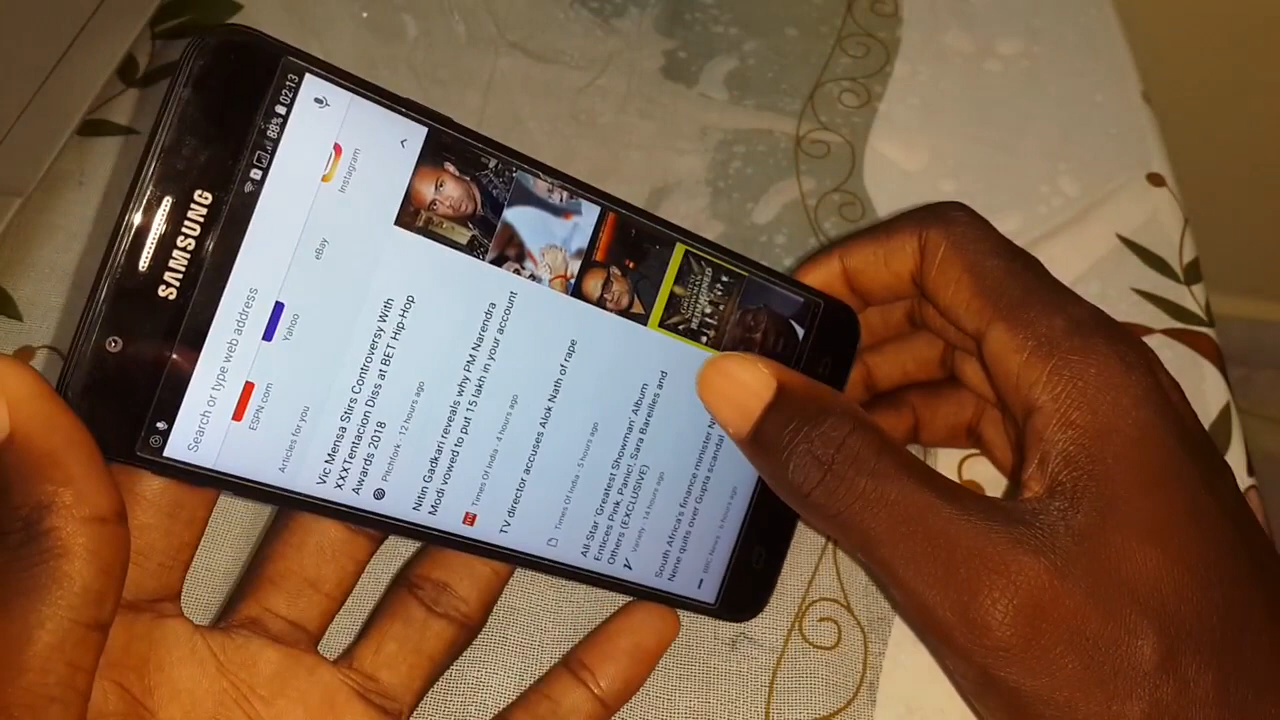 SAMSUNG
88% 02:13
Search or type web address
ESPN.com
Yahoo
eBay
Instagram
Articles for you
Vic Mensa Stirs Controversy With
XXXTentacion Diss at BET Hip-Hop
Awards 2018
Pitchfork - 12 hours ago
Nitin Gadkari reveals why PM Narendra
Modi vowed to put 15 lakh in your account
Times Of India - 4 hours ago
TV director accuses Alok Nath of rape
Times Of India - 5 hours ago
All-Star 'Greatest Showman' Album
Entices Pink, Panic!, Sara Bareilles and
Others (EXCLUSIVE)
Variety - 14 hours ago
South Africa's finance minister
Nene quits over Gupta scandal
BBC News - 6 hours ago